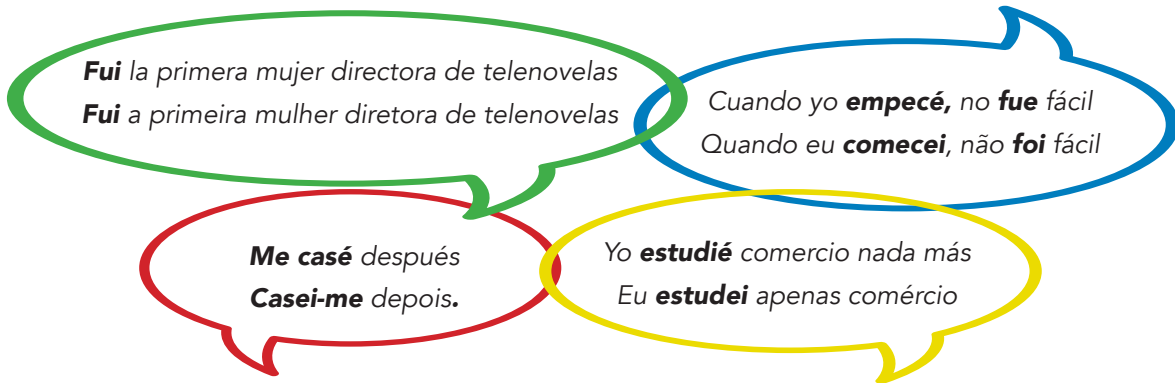 Fui la primera mujer directora de telenovelas
Fui a primeira mulher diretora de telenovelas
Cuando yo empecé, no fue fácil
Quando eu comecei, não foi fácil
Me casé después
Casei-me depois.
Yo estudié comercio nada más
Eu estudei apenas comércio